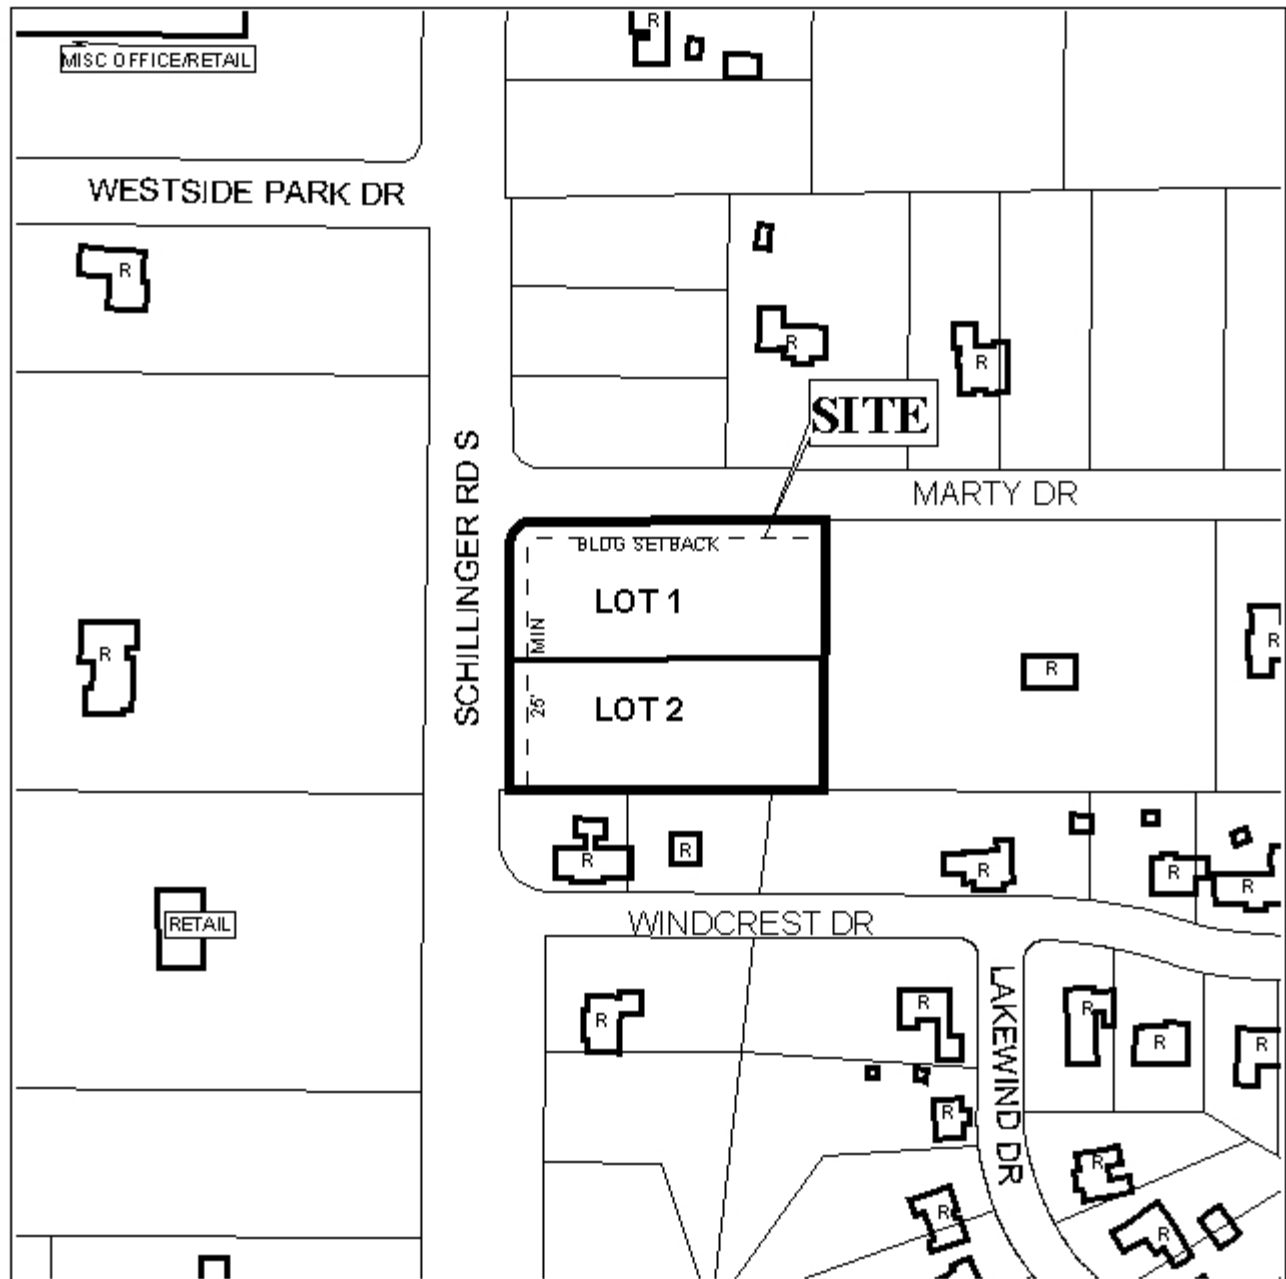 R
MISC OFFICE/RETAIL
WESTSIDE PARK DR
R
R
R
SITE
SCHILLINGER RD S
MARTY DR
BLDG SETBACK
LOT 1
MIN
R
R
R
25'
LOT 2
R
R
R
R
R
RETAIL
WINDCREST DR
LAKEWIND DR
R
R
R
R
R
R
R
R
R